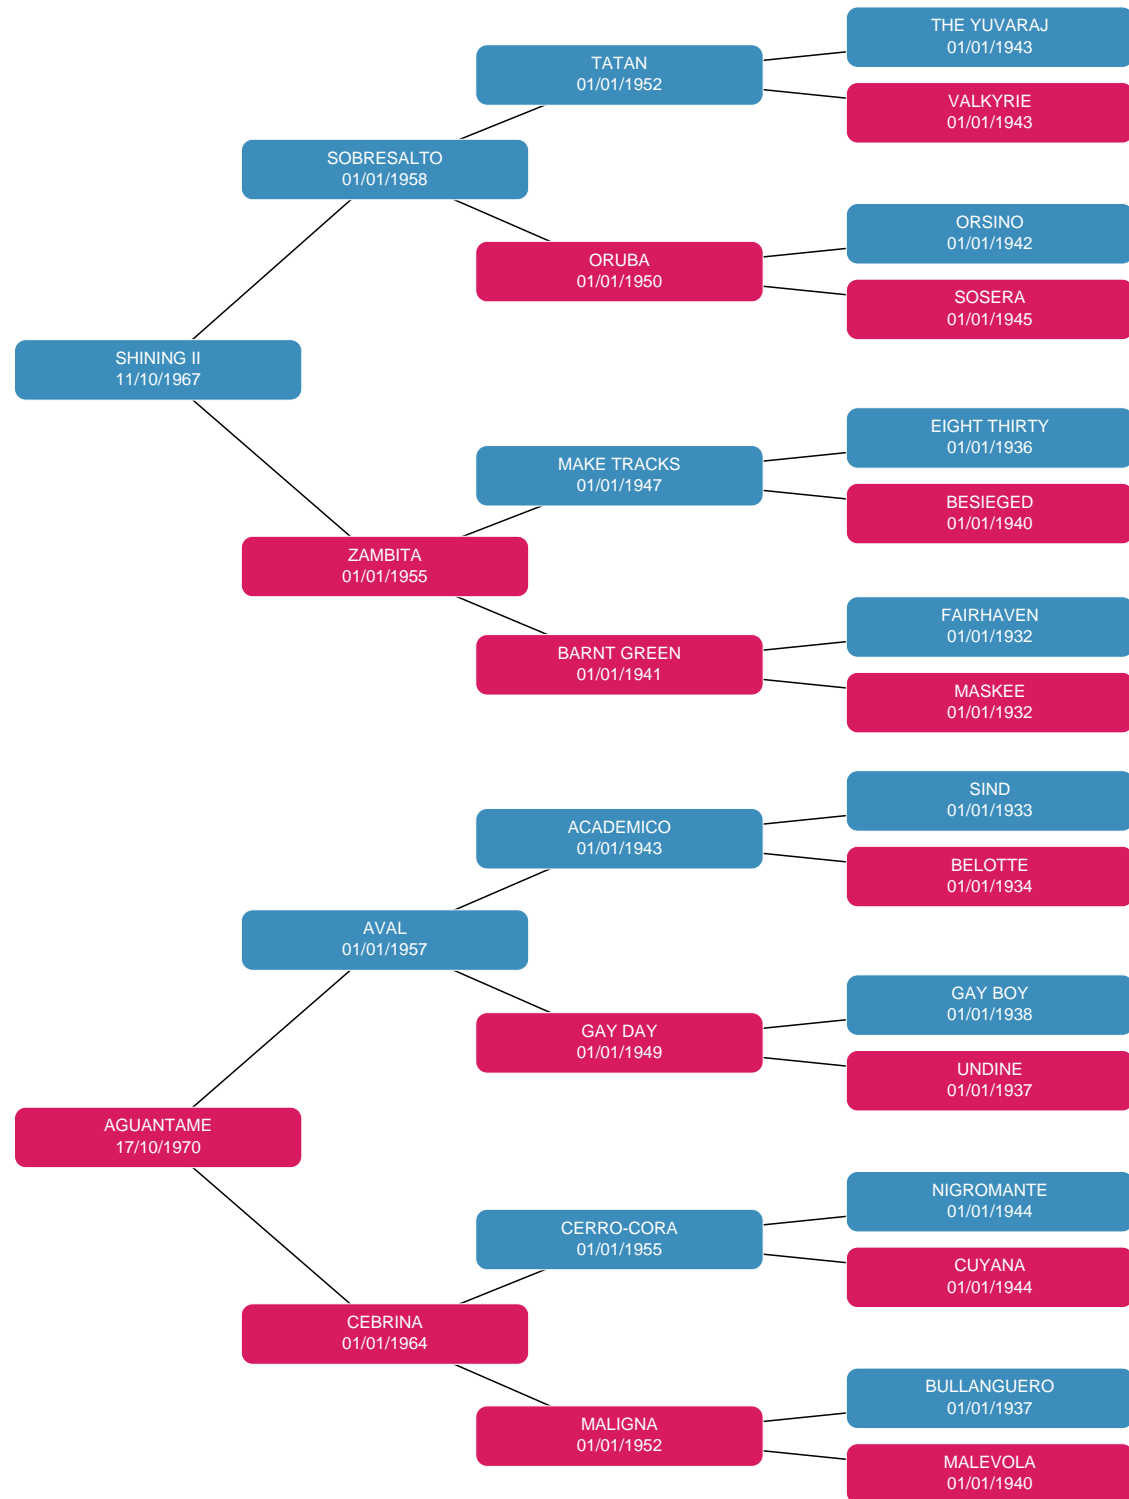 THE YUVARAJ
01/01/1943
TATAN
01/01/1952
VALKYRIE
01/01/1943
SOBRESALTO
01/01/1958
ORSINO
01/01/1942
ORUBA
01/01/1950
SOSERA
01/01/1945
SHINING II
11/10/1967
EIGHT THIRTY
01/01/1936
MAKE TRACKS
01/01/1947
BESIEGED
01/01/1940
ZAMBITA
01/01/1955
FAIRHAVEN
01/01/1932
BARNT GREEN
01/01/1941
MASKEE
01/01/1932
SIND
01/01/1933
ACADEMICO
01/01/1943
BELOTTE
01/01/1934
AVAL
01/01/1957
GAY BOY
01/01/1938
GAY DAY
01/01/1949
UNDINE
01/01/1937
AGUANTAME
17/10/1970
NIGROMANTE
01/01/1944
CERRO-CORA
01/01/1955
CUYANA
01/01/1944
CEBRINA
01/01/1964
BULLANGUERO
01/01/1937
MALIGNA
01/01/1952
MALEVOLA
01/01/1940